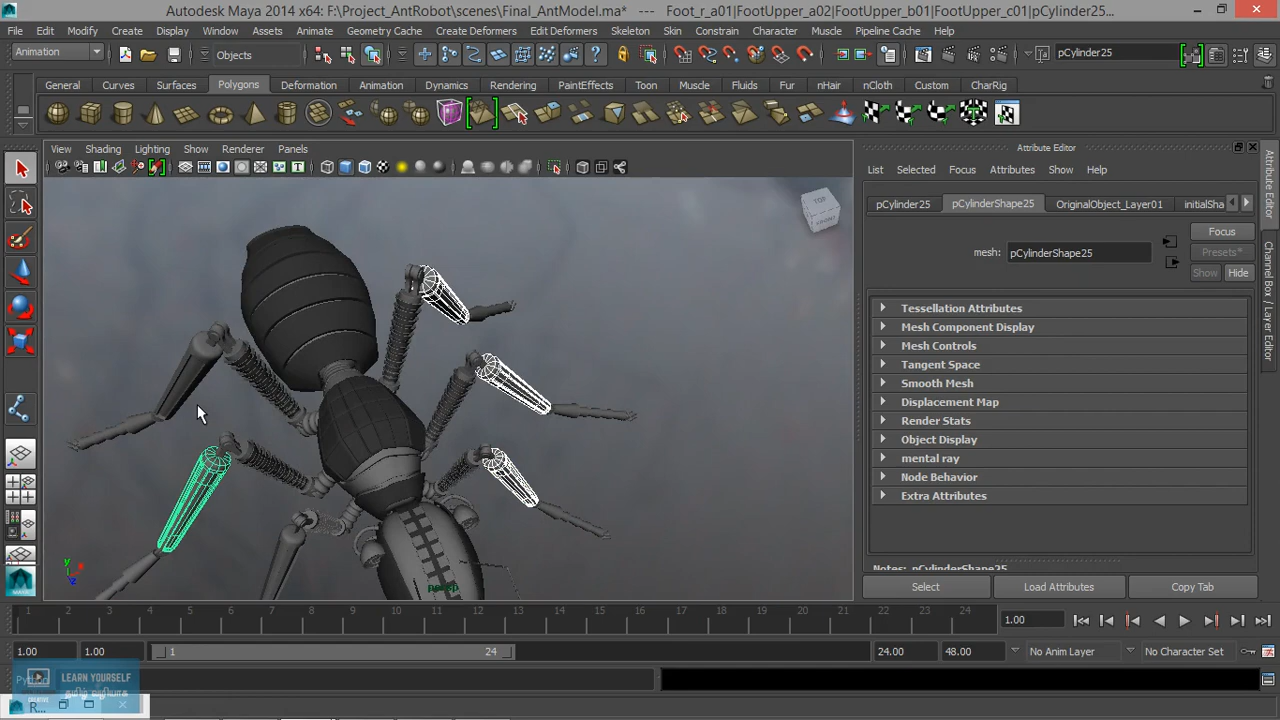 Autodesk Maya 2014 x64: F:\Project_AntRobot\scenes\Final_AntModel.ma* --- Foot_r_a01|FootUpper_a02|FootUpper_b01|FootUpper_c01|pCylinder25...
File Edit Modify Create Display Window Assets Animate Geometry Cache Create Deformers Edit Deformers Skeleton Skin Constrain Character Muscle Pipeline Cache Help
Animation Objects pCylinder25
General Curves Surfaces Polygons Deformation Animation Dynamics Rendering PaintEffects Toon Muscle Fluids Fur nHair nCloth Custom CharRig
View Shading Lighting Show Renderer Panels
TOP
FRONT
persp
y
z
Attribute Editor
List Selected Focus Attributes Show Help
pCylinder25 pCylinderShape25 OriginalObject_Layer01 initialSha
Focus
mesh: pCylinderShape25 Presets*
Show Hide
Tessellation Attributes
Mesh Component Display
Mesh Controls
Tangent Space
Smooth Mesh
Displacement Map
Render Stats
Object Display
mental ray
Node Behavior
Extra Attributes
Notes: pCylinderShape25
Select Load Attributes Copy Tab
Attribute Editor
Channel Box / Layer Editor
1 2 3 4 5 6 7 8 9 10 11 12 13 14 15 16 17 18 19 20 21 22 23 24 1.00
1.00 1.00 1 24 24.00 48.00 No Anim Layer No Character Set
Python
LEARN YOURSELF
தமிழ் வழியாக
CREATIVE
R...